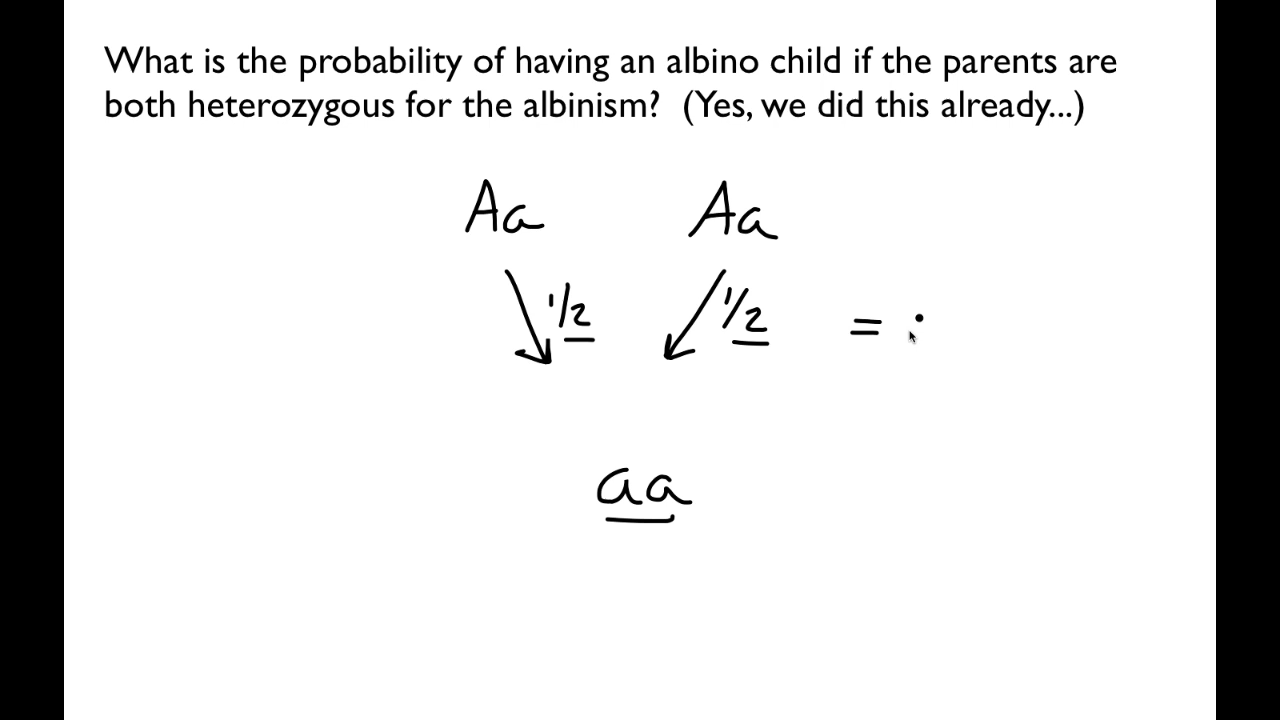 What is the probability of having an albino child if the parents are
both heterozygous for the albinism? (Yes, we did this already...)
Aa Aa
1/2 1/2 =
aa